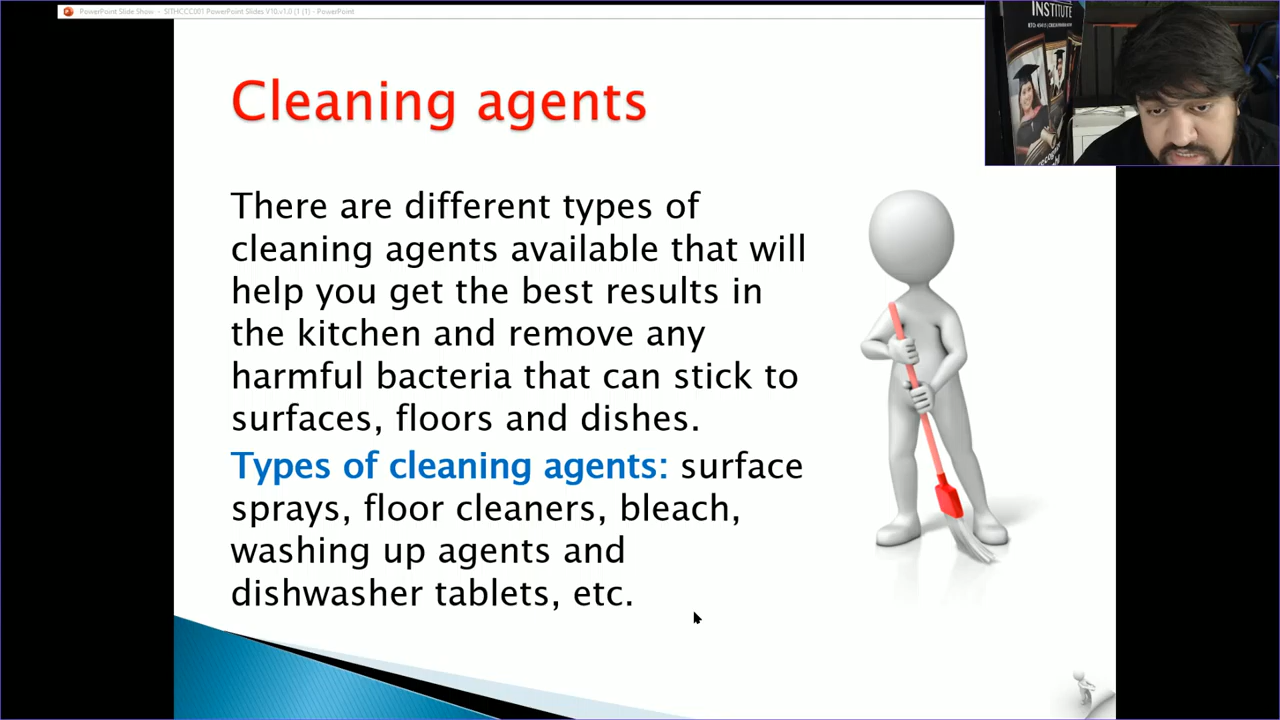 PowerPoint Slide Show - SITHCCC001 PowerPoint Slides V10.v1.0 (1 (1) - PowerPoint
INSTITUTE
Cleaning agents
There are different types of
cleaning agents available that will
help you get the best results in
the kitchen and remove any
harmful bacteria that can stick to
surfaces, floors and dishes.
Types of cleaning agents: surface
sprays, floor cleaners, bleach,
washing up agents and
dishwasher tablets, etc.